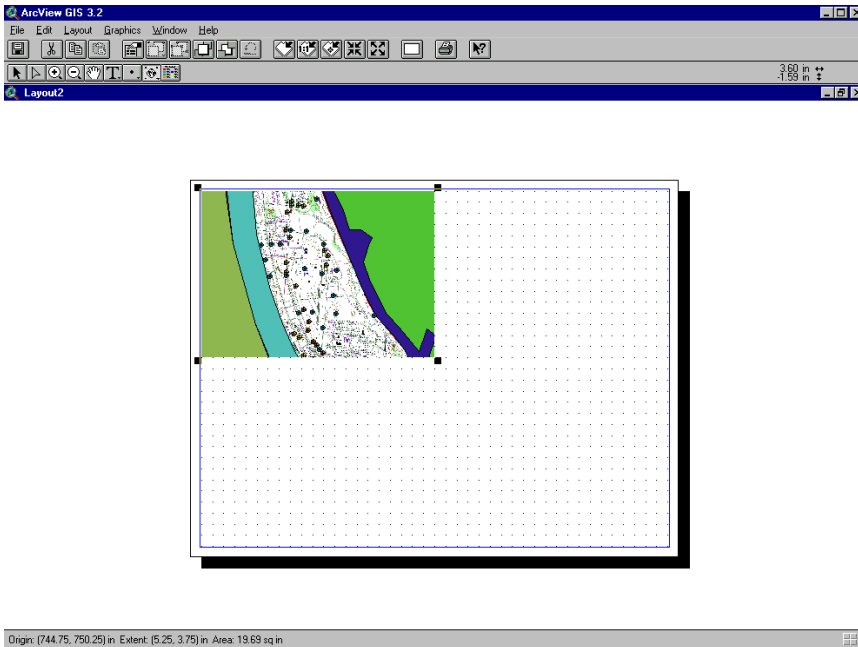 ArcView GIS 3.2
File Edit Layout Graphics Window Help
T
3.60 in
-1.59 in
Layout2
Origin: (744.75, 750.25) in Extent: (5.25, 3.75) in Area: 19.69 sq in